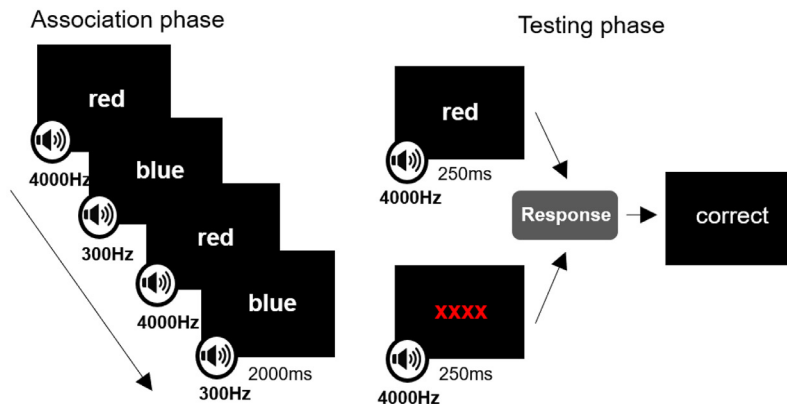 Association phase
red
4000Hz
blue
300Hz
red
4000Hz
blue
300Hz
2000ms
Testing phase
red
250ms
4000Hz
xxxx
250ms
4000Hz
Response
correct